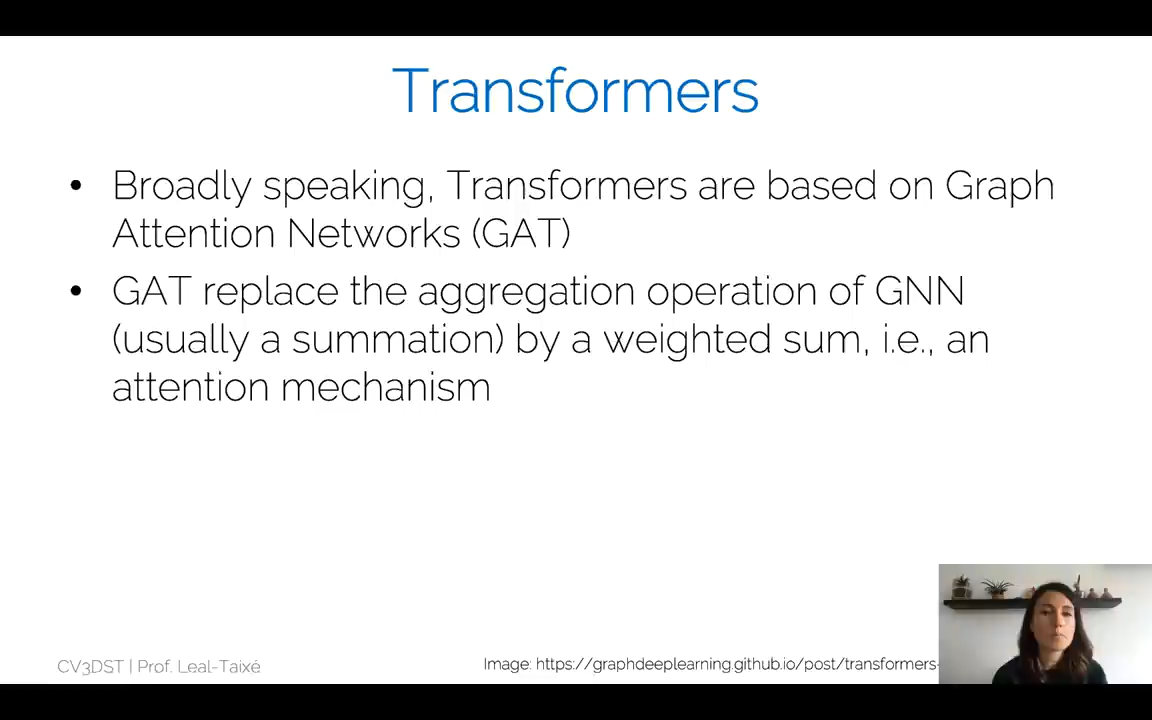 Transformers
• Broadly speaking, Transformers are based on Graph
Attention Networks (GAT)
• GAT replace the aggregation operation of GNN
(usually a summation) by a weighted sum, i.e., an
attention mechanism
CV3DST | Prof. Leal-Taixé
Image: https://graphdeeplearning.github.io/post/transformers-